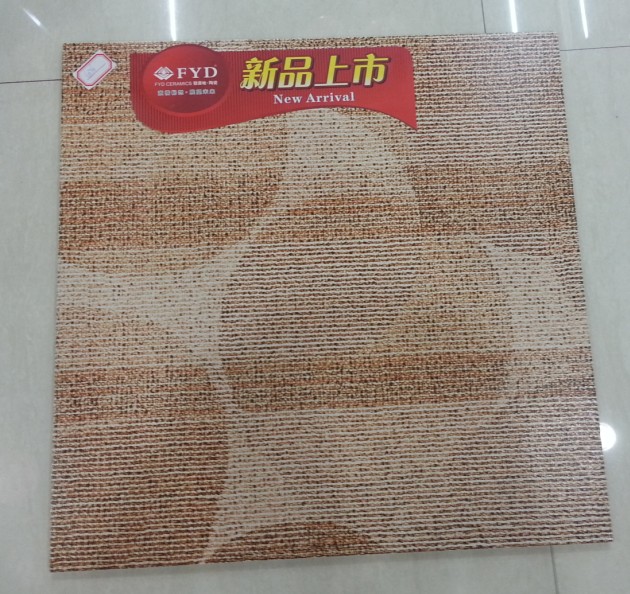 FYD
FYD CERAMICS
新品上市
New Arrival